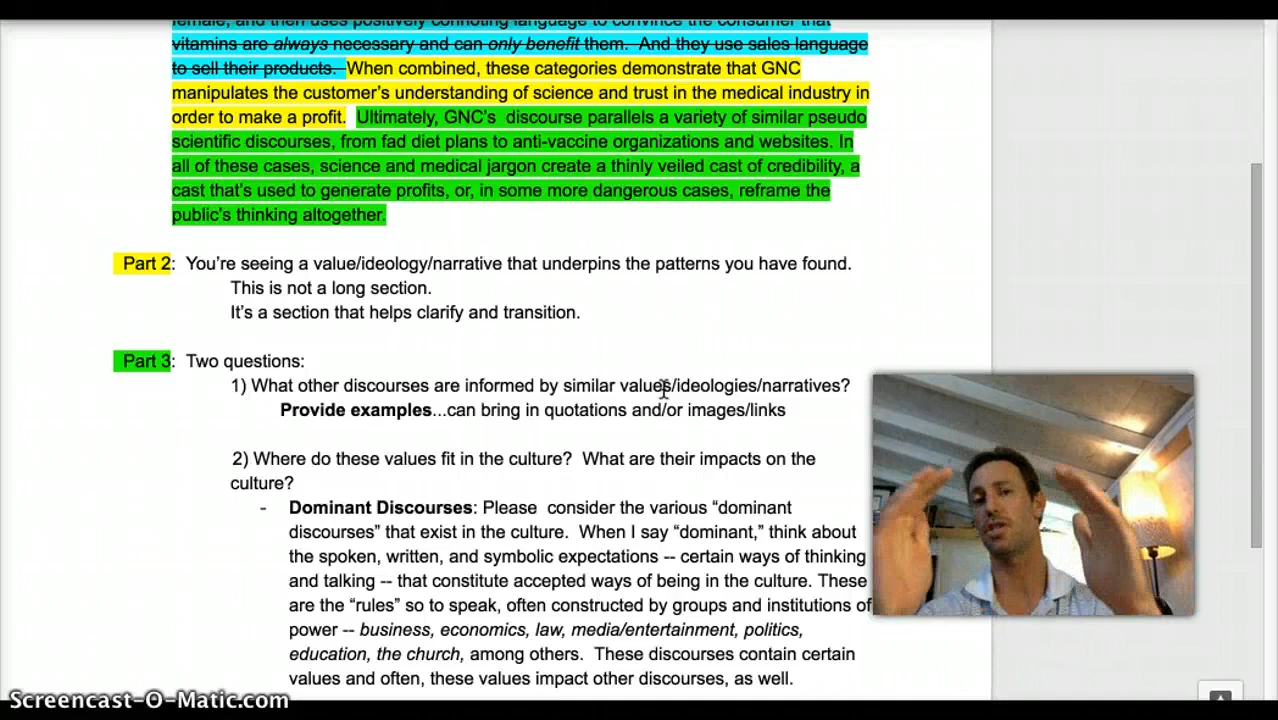 female, and then uses positively connoting language to convince the consumer that
vitamins are always necessary and can only benefit them.  And they use sales language
to sell their products.  When combined, these categories demonstrate that GNC
manipulates the customer's understanding of science and trust in the medical industry in
order to make a profit.  Ultimately, GNC's  discourse parallels a variety of similar pseudo
scientific discourses, from fad diet plans to anti-vaccine organizations and websites. In
all of these cases, science and medical jargon create a thinly veiled cast of credibility, a
cast that's used to generate profits, or, in some more dangerous cases, reframe the
public's thinking altogether.
Part 2:  You're seeing a value/ideology/narrative that underpins the patterns you have found.
This is not a long section.
It's a section that helps clarify and transition.
Part 3:  Two questions:
1) What other discourses are informed by similar values/ideologies/narratives?
Provide examples...can bring in quotations and/or images/links
2) Where do these values fit in the culture?  What are their impacts on the
culture?
- Dominant Discourses: Please  consider the various "dominant
discourses" that exist in the culture.  When I say "dominant," think about
the spoken, written, and symbolic expectations -- certain ways of thinking
and talking -- that constitute accepted ways of being in the culture. These
are the "rules" so to speak, often constructed by groups and institutions of
power -- business, economics, law, media/entertainment, politics,
education, the church, among others.  These discourses contain certain
values and often, these values impact other discourses, as well.
Screencast-O-Matic.com